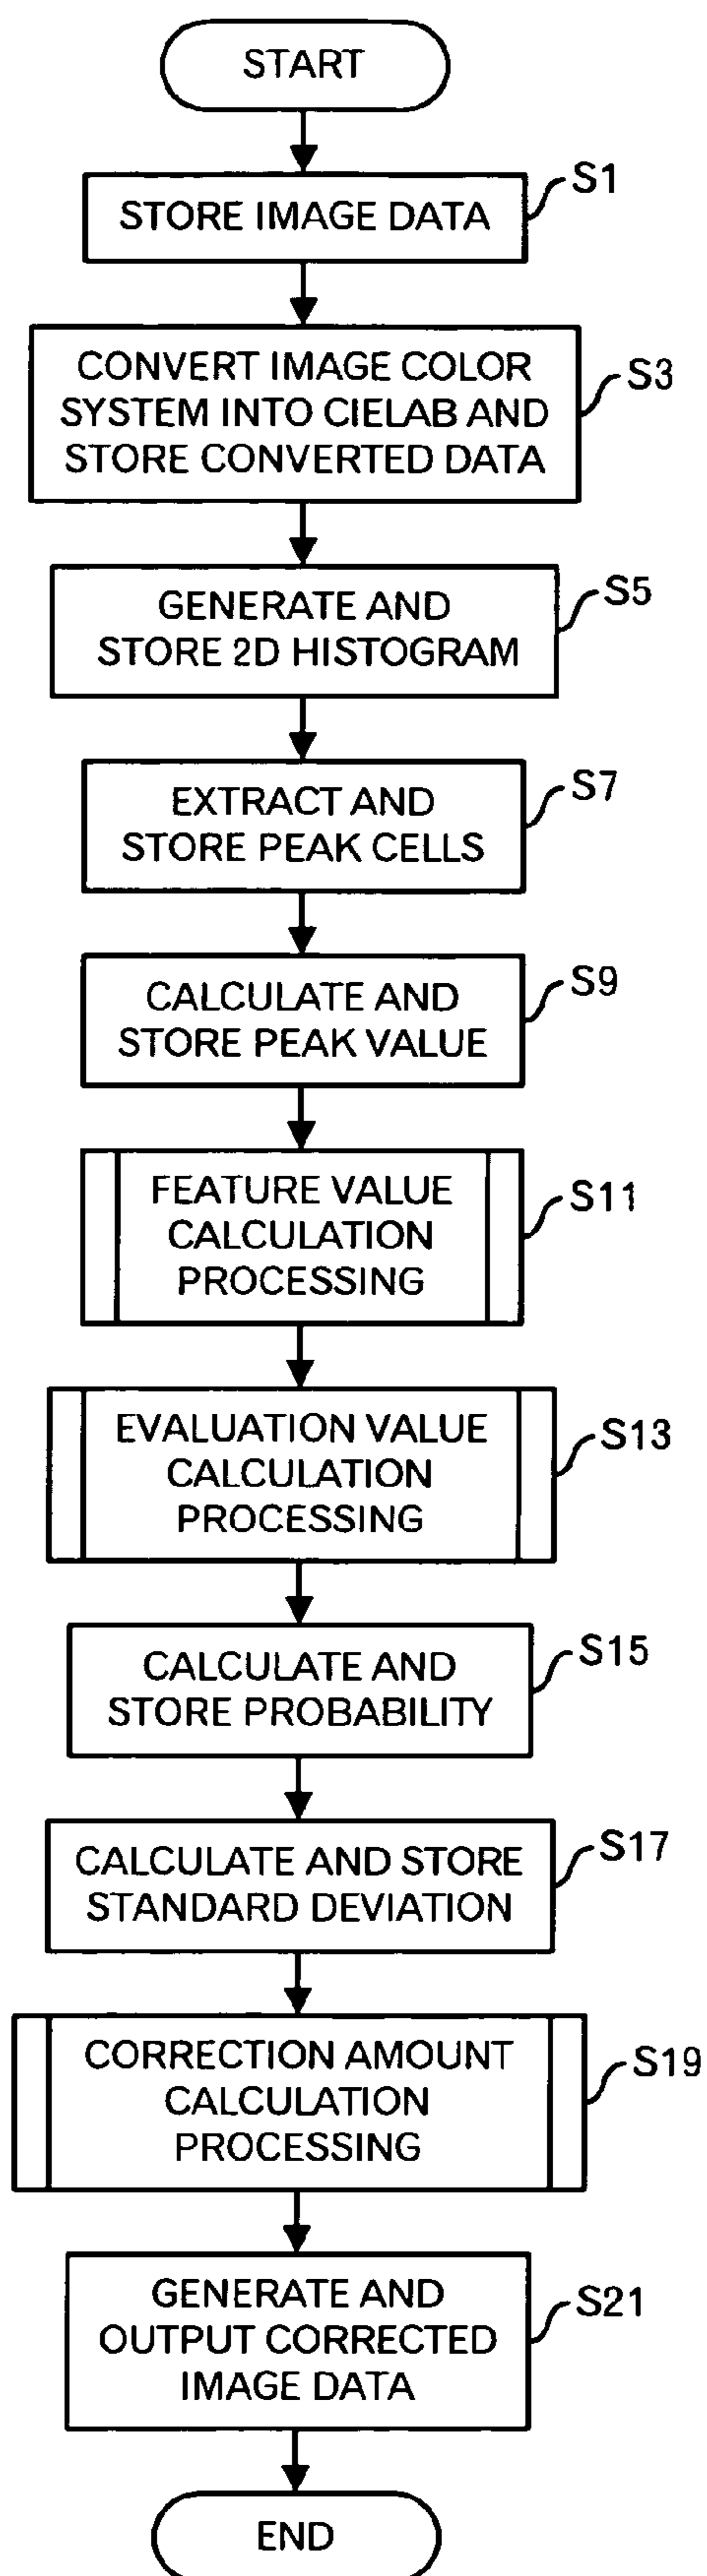 START
S1
STORE IMAGE DATA
S3
CONVERT IMAGE COLOR
SYSTEM INTO CIELAB AND
STORE CONVERTED DATA
S5
GENERATE AND
STORE 2D HISTOGRAM
S7
EXTRACT AND
STORE PEAK CELLS
S9
CALCULATE AND
STORE PEAK VALUE
S11
FEATURE VALUE
CALCULATION
PROCESSING
S13
EVALUATION VALUE
CALCULATION
PROCESSING
S15
CALCULATE AND
STORE PROBABILITY
S17
CALCULATE AND STORE
STANDARD DEVIATION
S19
CORRECTION AMOUNT
CALCULATION
PROCESSING
S21
GENERATE AND
OUTPUT CORRECTED
IMAGE DATA
END